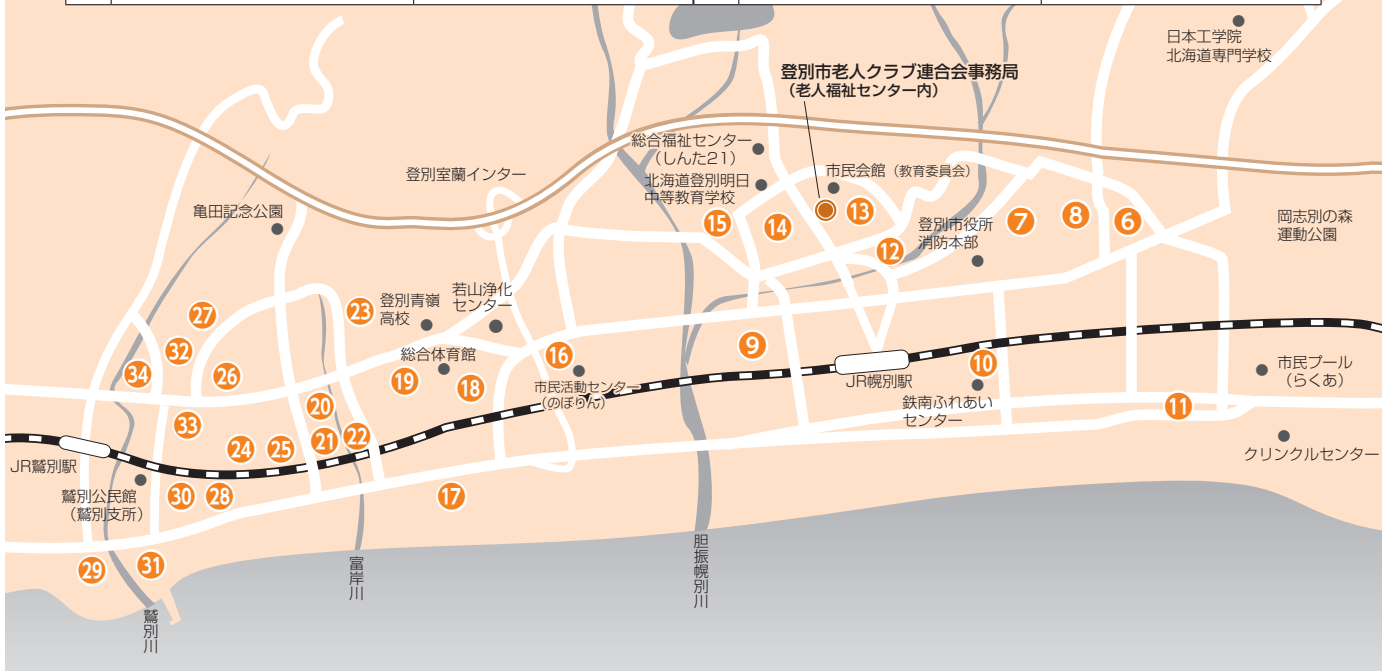 日本工学院
北海道専門学校
登別市老人クラブ連合会事務局
（老人福祉センター内）
総合福祉センター
（しんた21）
市民会館（教育委員会）
登別室蘭インター
北海道登別明日
中等教育学校
亀田記念公園
15
14
13
7
8
6
岡志別の森
運動公園
登別市役所
消防本部
12
若山浄化
センター
登別青嶺
高校
23
27
32
総合体育館
16
9
10
市民プール
（らくあ）
34
26
19
18
市民活動センター
（のぼりん）
JR幌別駅
鉄南ふれあい
センター
11
33
20
21
22
24
25
クリンクルセンター
JR鷲別駅
鷲別公民館
（鷲別支所）
30
28
17
29
31
富岸川
胆振幌別川
鷲別川